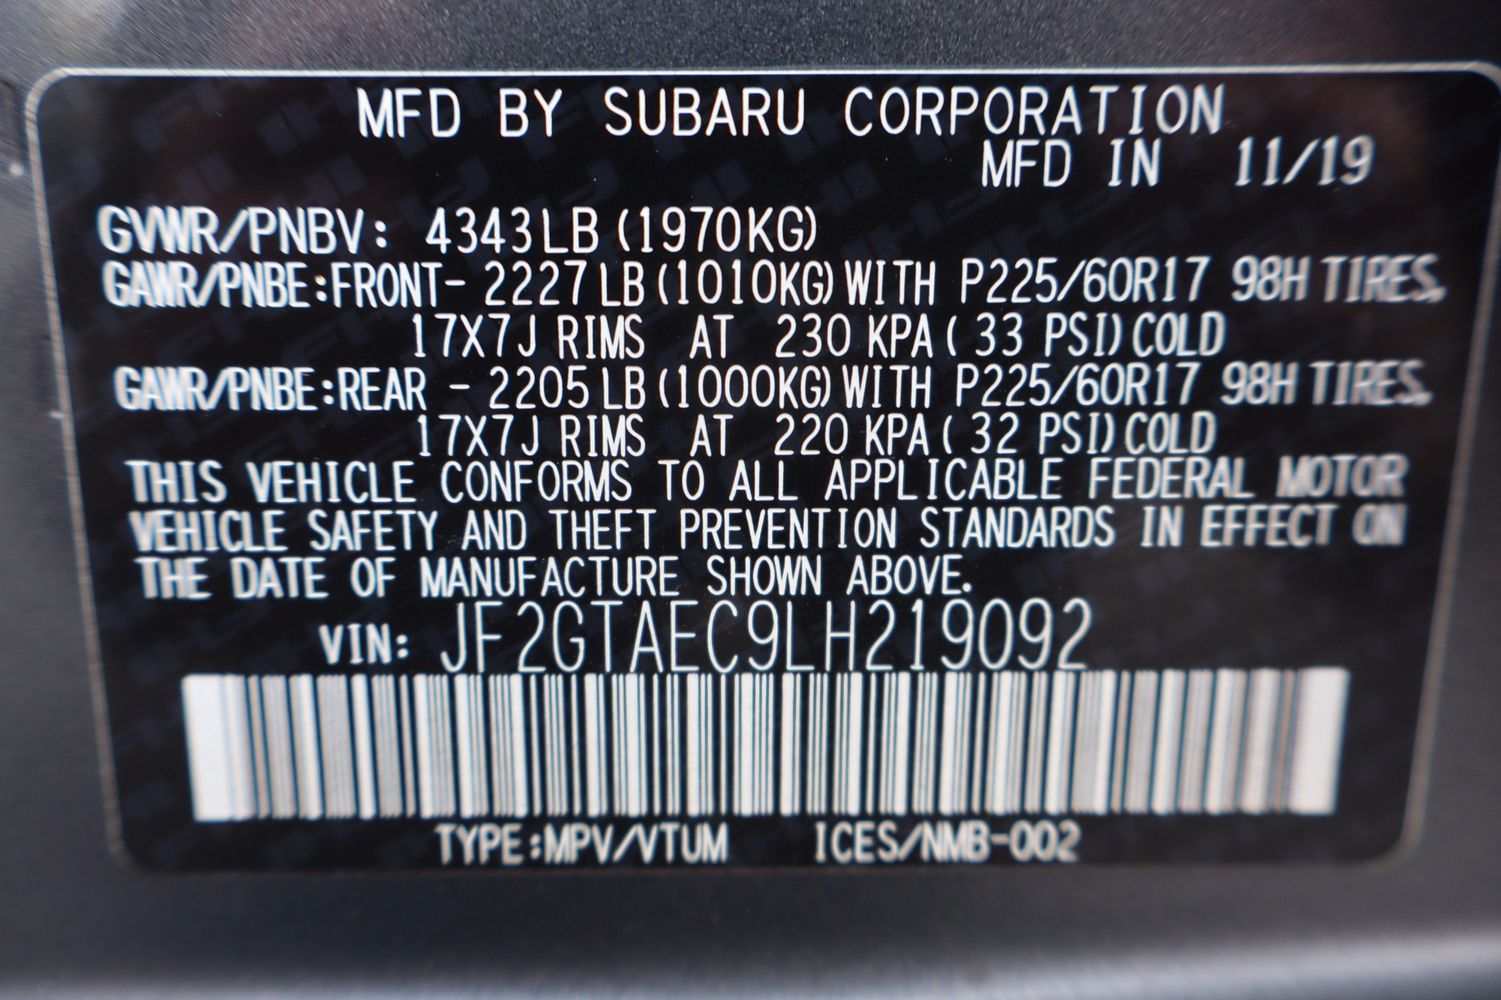 MFD BY SUBARU CORPORATION
MFD IN 11/19
GVWR/PNBV: 4343LB (1970KG)
GAWR/PNBE:FRONT- 2227 LB (1010KG) WITH P225/60R17 98H TIRES,
17X7J RIMS AT 230 KPA ( 33 PSI) COLD
GAWR/PNBE:REAR - 2205 LB (1000KG) WITH P225/60R17 98H TIRES,
17X7J RIMS AT 220 KPA ( 32 PSI) COLD
THIS VEHICLE CONFORMS TO ALL APPLICABLE FEDERAL MOTOR
VEHICLE SAFETY AND THEFT PREVENTION STANDARDS IN EFFECT ON
THE DATE OF MANUFACTURE SHOWN ABOVE.
VIN: JF2GTAEC9LH219092
TYPE:MPV/VTUM ICES/NMB-002